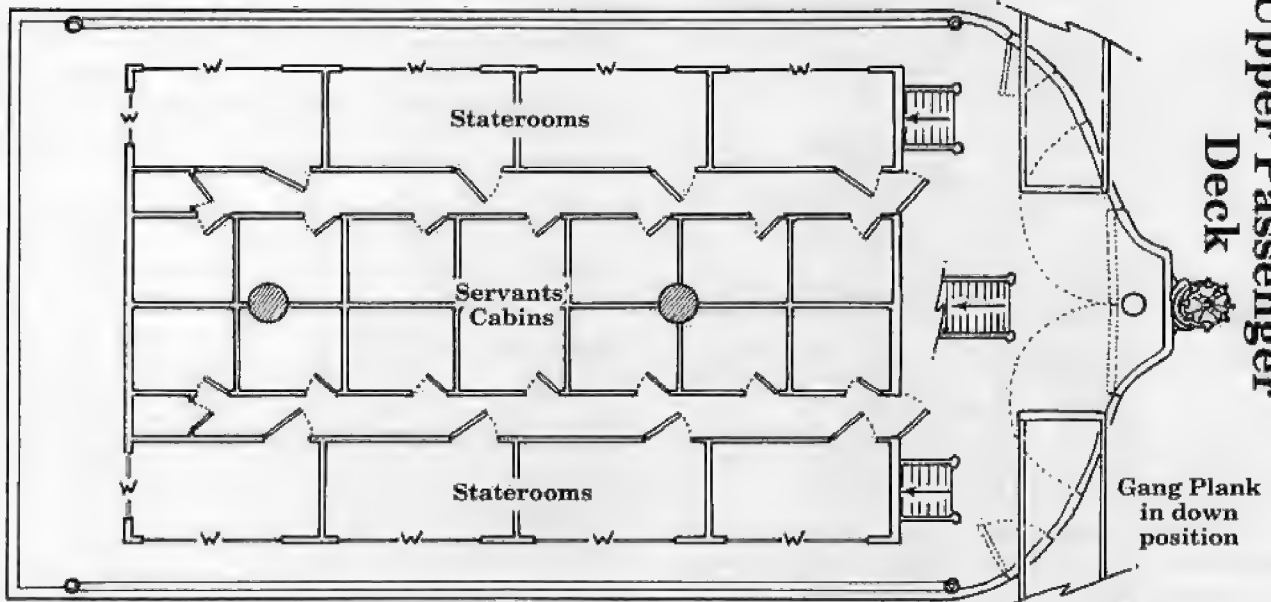 Upper Passenger
Deck
Staterooms
W
W
W
W
W
Servants'
Cabins
Staterooms
W
W
W
W
W
Gang Plank
in down
position